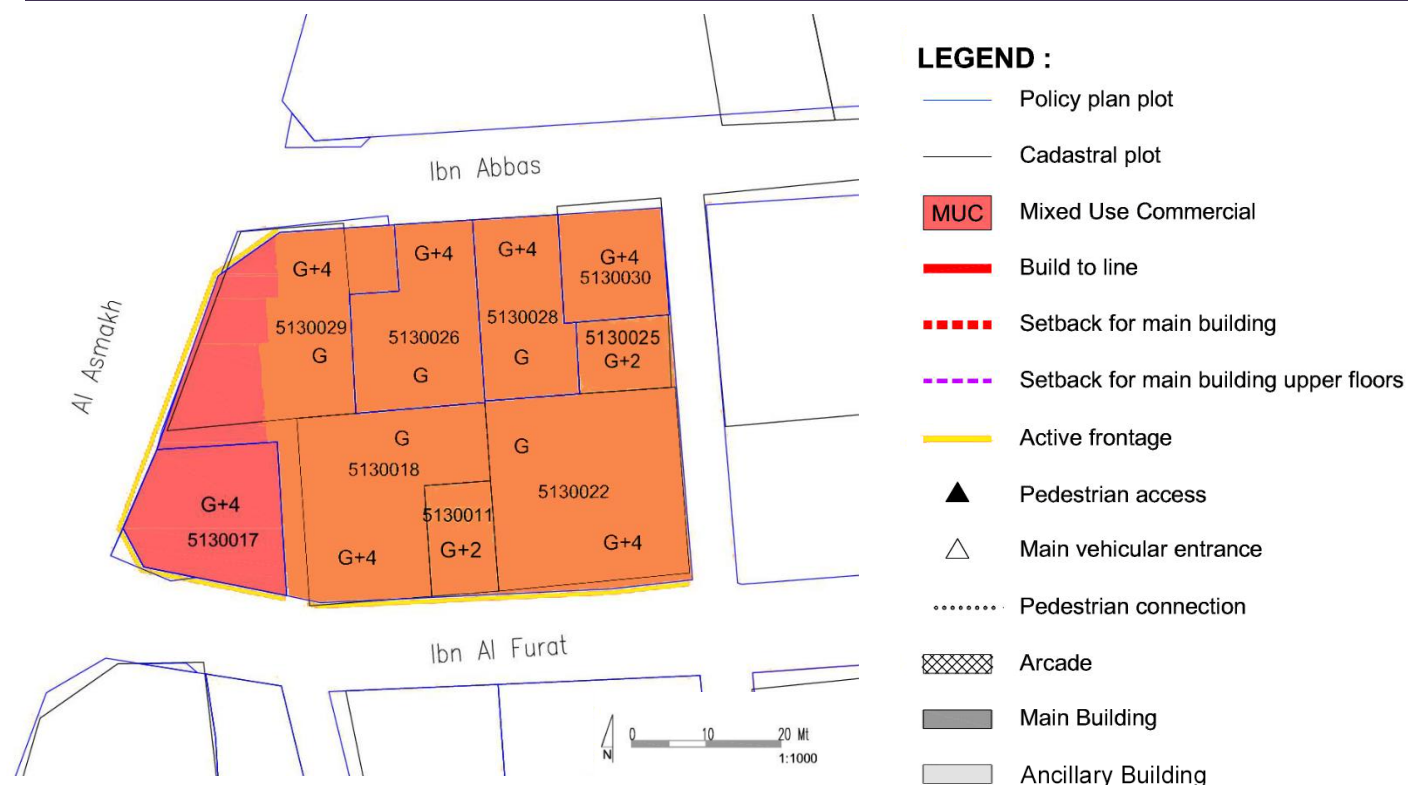 Ibn Abbas
Al Asmakh
G+4
G+4
G+4
G+4
5130030
5130029
5130026
5130028
5130025
G
G
G
G+2
G
5130018
G
5130022
G+4
5130017
5130011
G+4
G+2
G+4
Ibn Al Furat
N
0 10 20 Mt
1:1000
LEGEND :
Policy plan plot
Cadastral plot
MUC Mixed Use Commercial
Build to line
Setback for main building
Setback for main building upper floors
Active frontage
Pedestrian access
Main vehicular entrance
Pedestrian connection
Arcade
Main Building
Ancillary Building